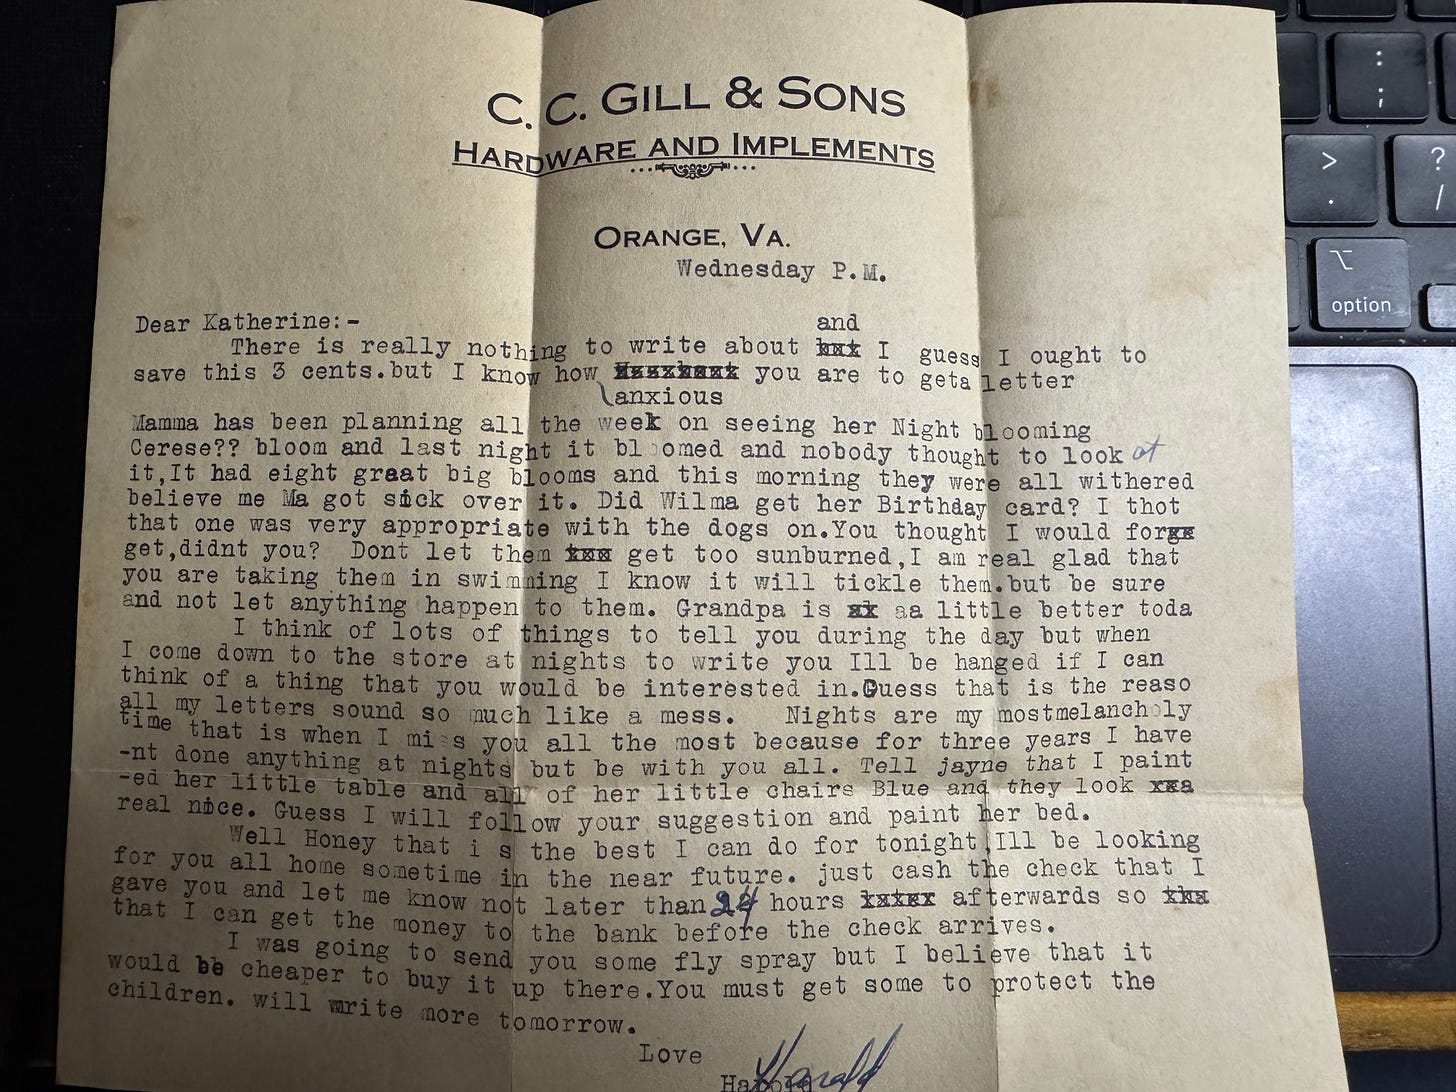 C. C. GILL & SONS
HARDWARE AND IMPLEMENTS
ORANGE, VA.
Wednesday P.M.
Dear Katherine:-
and
There is really nothing to write about I guess I ought to
save this 3 cents.but I know how you are to geta letter
anxious
Mamma has been planning all the week on seeing her Night blooming
Cerese?? bloom and last night it bloomed and nobody thought to look at
it,It had eight graat big blooms and this morning they were all withered
believe me Ma got sick over it. Did Wilma get her Birthday card? I thot
that one was very appropriate with the dogs on.You thought I would for
get,didnt you? Dont let them get too sunburned,I am real glad that
you are taking them in swimming I know it will tickle them.but be sure
and not let anything happen to them. Grandpa is aa little better toda
I think of lots of things to tell you during the day but when
I come down to the store at nights to write you Ill be hanged if I can
think of a thing that you would be interested in.Guess that is the reaso
all my letters sound so much like a mess. Nights are my mostmelancholy
time that is when I miss you all the most because for three years I have
-nt done anything at nights but be with you all. Tell jayne that I paint
-ed her little table and all of her little chairs Blue and they look
real nice. Guess I will follow your suggestion and paint her bed.
Well Honey that i s the best I can do for tonight,Ill be looking
for you all home sometime in the near future. just cash the check that I
gave you and let me know not later than 24 hours afterwards so
that I can get the money to the bank before the check arrives.
I was going to send you some fly spray but I believe that it
would be cheaper to buy it up there.You must get some to protect the
children. will write more tomorrow.
Love
Harold
Harold
>
.
?
/
:
;
option